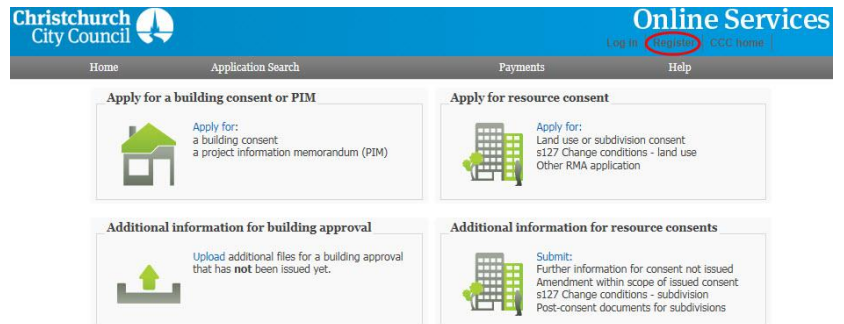 Christchurch
City Council
Online Services
Log in | Register | CCC home |
Home Application Search Payments Help
Apply for a building consent or PIM
Apply for:
a building consent
a project information memorandum (PIM)
Apply for resource consent
Apply for:
Land use or subdivision consent
s127 Change conditions - land use
Other RMA application
Additional information for building approval
Upload additional files for a building approval
that has not been issued yet.
Additional information for resource consents
Submit:
Further information for consent not issued
Amendment within scope of issued consent
s127 Change conditions - subdivision
Post-consent documents for subdivisions